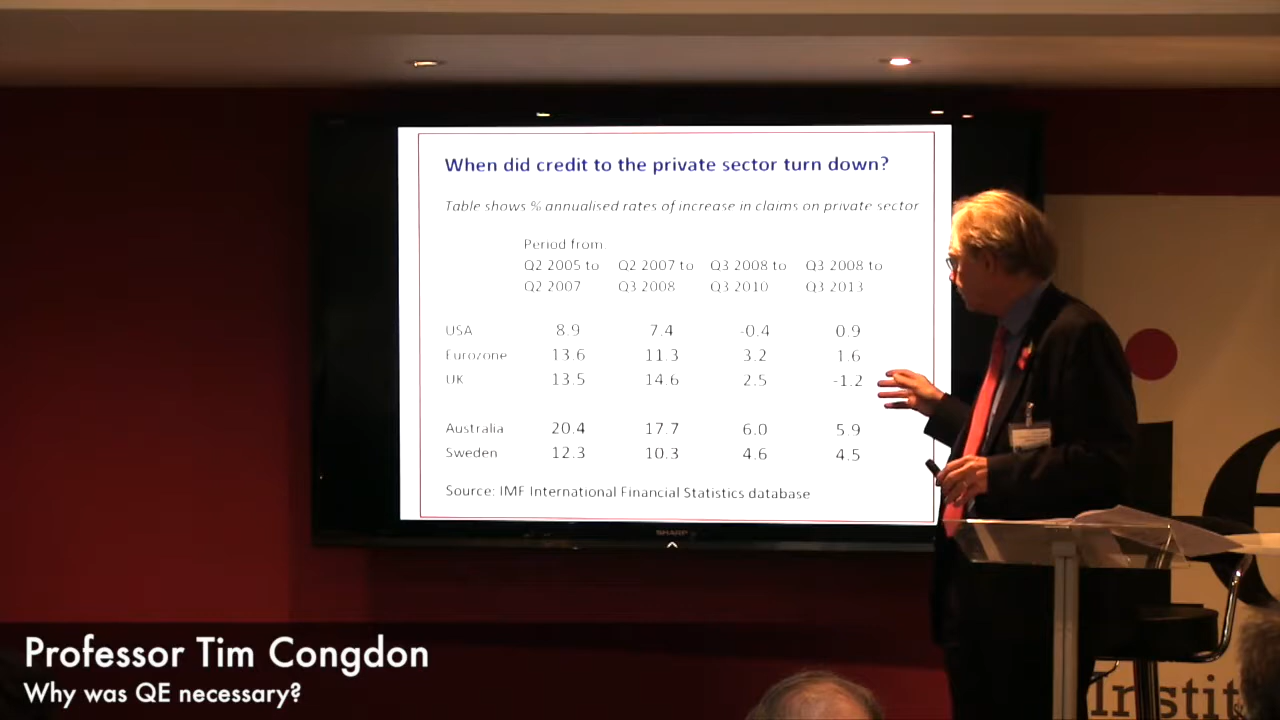 When did credit to the private sector turn down?
Table shows % annualised rates of increase in claims on private sector
Period from:
Q2 2005 to Q2 2007 to Q3 2008 to Q3 2008 to
Q2 2007 Q3 2008 Q3 2010 Q3 2013
USA 8.9 7.4 -0.4 0.9
Eurozone 13.6 11.3 3.2 1.6
UK 13.5 14.6 2.5 -1.2
Australia 20.4 17.7 6.0 5.9
Sweden 12.3 10.3 4.6 4.5
Source: IMF International Financial Statistics database
SHARP
Professor Tim Congdon
Why was QE necessary?